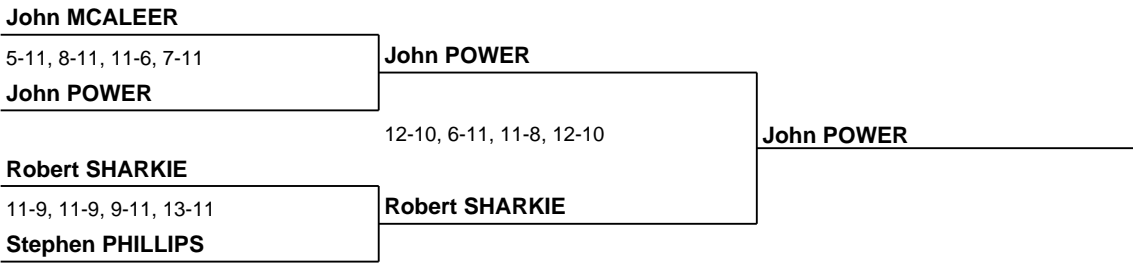 John MCALEER
5-11, 8-11, 11-6, 7-11
John POWER
John POWER
12-10, 6-11, 11-8, 12-10
John POWER
Robert SHARKIE
11-9, 11-9, 9-11, 13-11
Robert SHARKIE
Stephen PHILLIPS